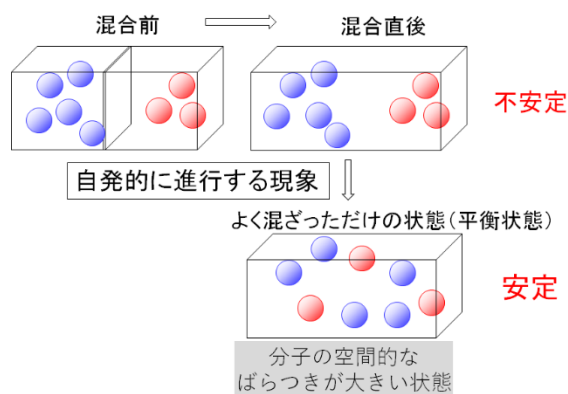 混合前
混合直後
不安定
自発的に進行する現象
よく混ざっただけの状態(平衡状態)
安定
分子の空間的な
ばらつきが大きい状態